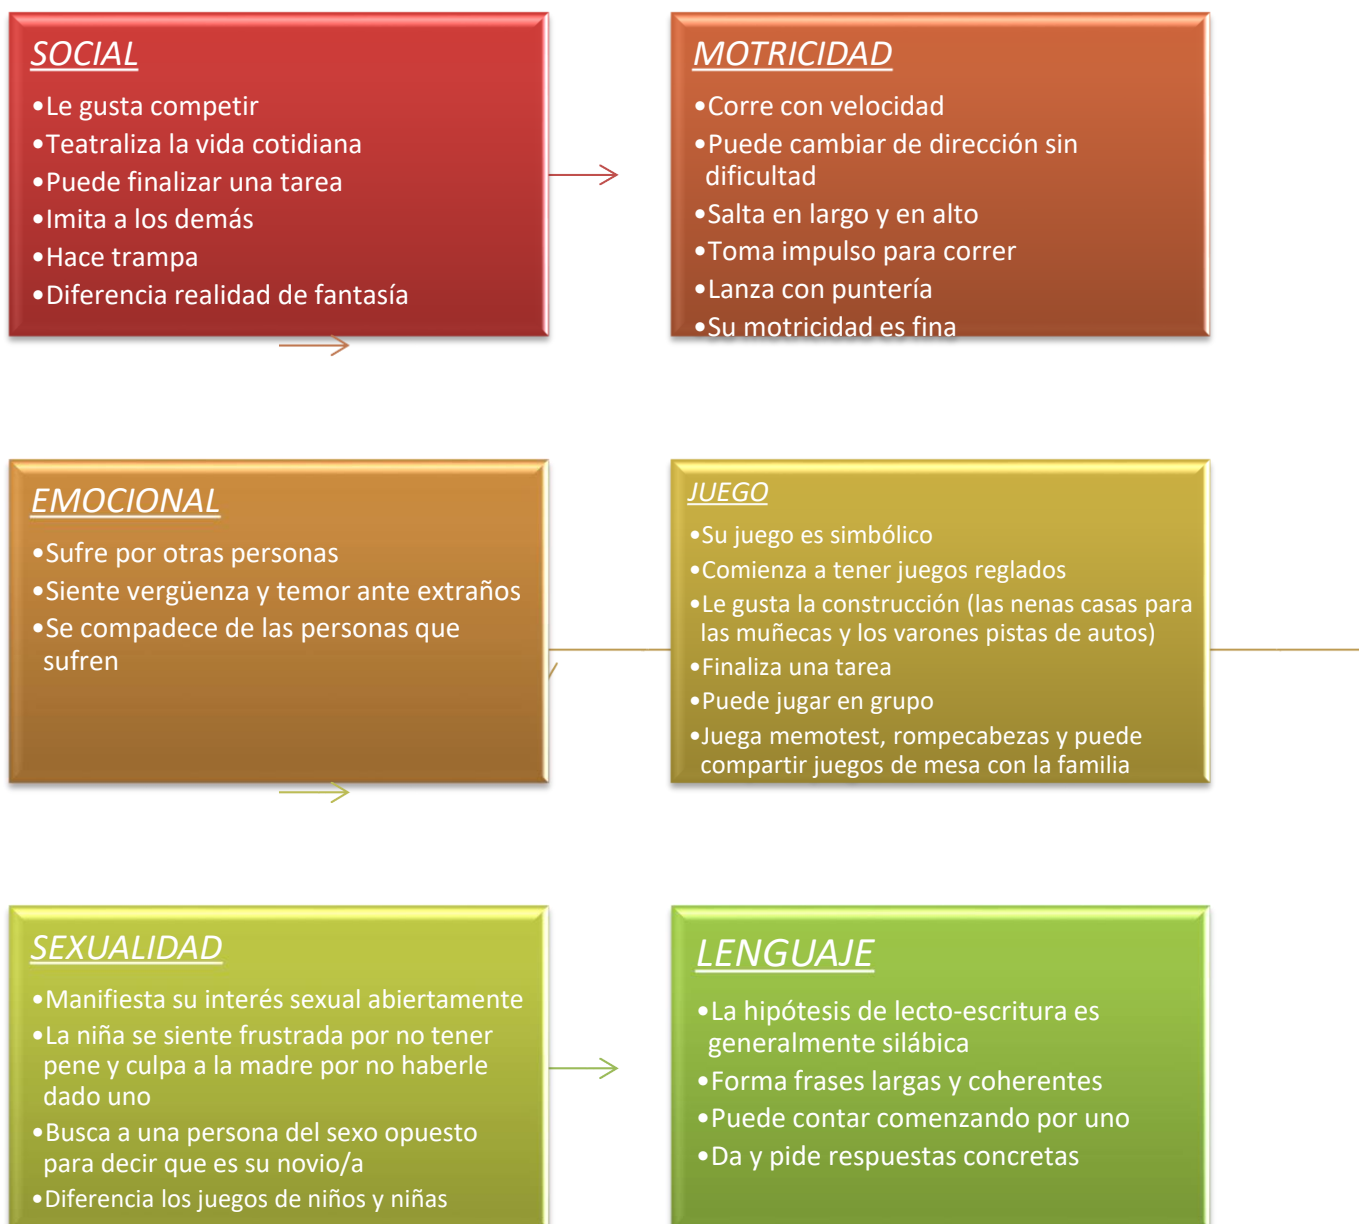 SOCIAL
•Le gusta competir
•Teatraliza la vida cotidiana
•Puede finalizar una tarea
•Imita a los demás
•Hace trampa
•Diferencia realidad de fantasía
MOTRICIDAD
•Corre con velocidad
•Puede cambiar de dirección sin
dificultad
•Salta en largo y en alto
•Toma impulso para correr
•Lanza con puntería
•Su motricidad es fina
EMOCIONAL
•Sufre por otras personas
•Siente vergüenza y temor ante extraños
•Se compadece de las personas que
sufren
JUEGO
•Su juego es simbólico
•Comienza a tener juegos reglados
•Le gusta la construcción (las nenas casas para
las muñecas y los varones pistas de autos)
•Finaliza una tarea
•Puede jugar en grupo
•Juega memotest, rompecabezas y puede
compartir juegos de mesa con la familia
SEXUALIDAD
•Manifiesta su interés sexual abiertamente
•La niña se siente frustrada por no tener
pene y culpa a la madre por no haberle
dado uno
•Busca a una persona del sexo opuesto
para decir que es su novio/a
•Diferencia los juegos de niños y niñas
LENGUAJE
•La hipótesis de lecto-escritura es
generalmente silábica
•Forma frases largas y coherentes
•Puede contar comenzando por uno
•Da y pide respuestas concretas